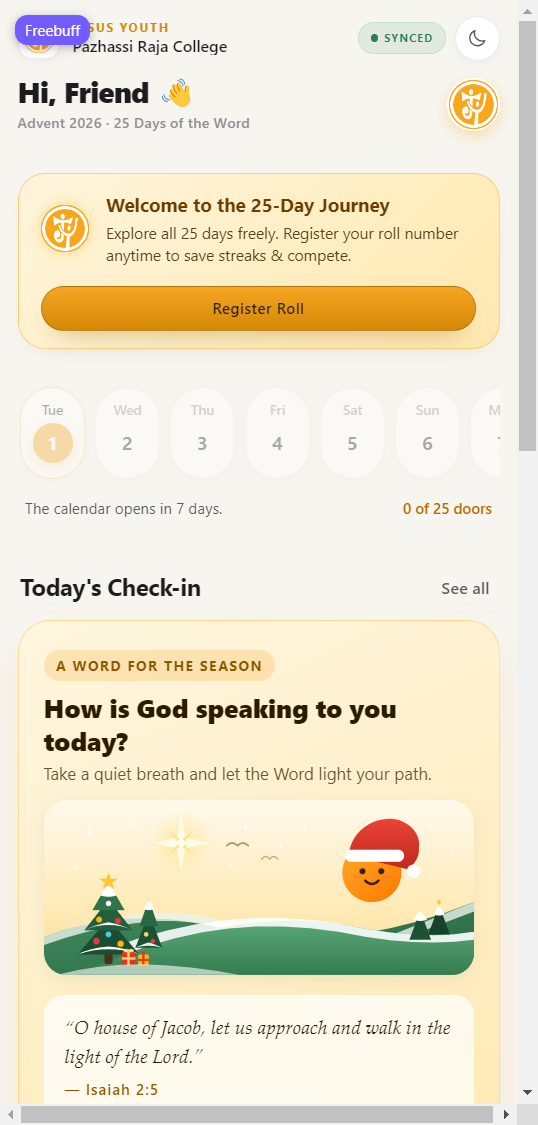 Freebuff
SUS YOUTH
Pazhassi Raja College
SYNCED
Hi, Friend 👋
Advent 2026 · 25 Days of the Word
Welcome to the 25-Day Journey
Explore all 25 days freely. Register your roll number
anytime to save streaks & compete.
Register Roll
Tue Wed Thu Fri Sat Sun M
1 2 3 4 5 6
The calendar opens in 7 days.
0 of 25 doors
Today's Check-in
See all
A WORD FOR THE SEASON
How is God speaking to you
today?
Take a quiet breath and let the Word light your path.
“O house of Jacob, let us approach and walk in the
light of the Lord.”
— Isaiah 2:5